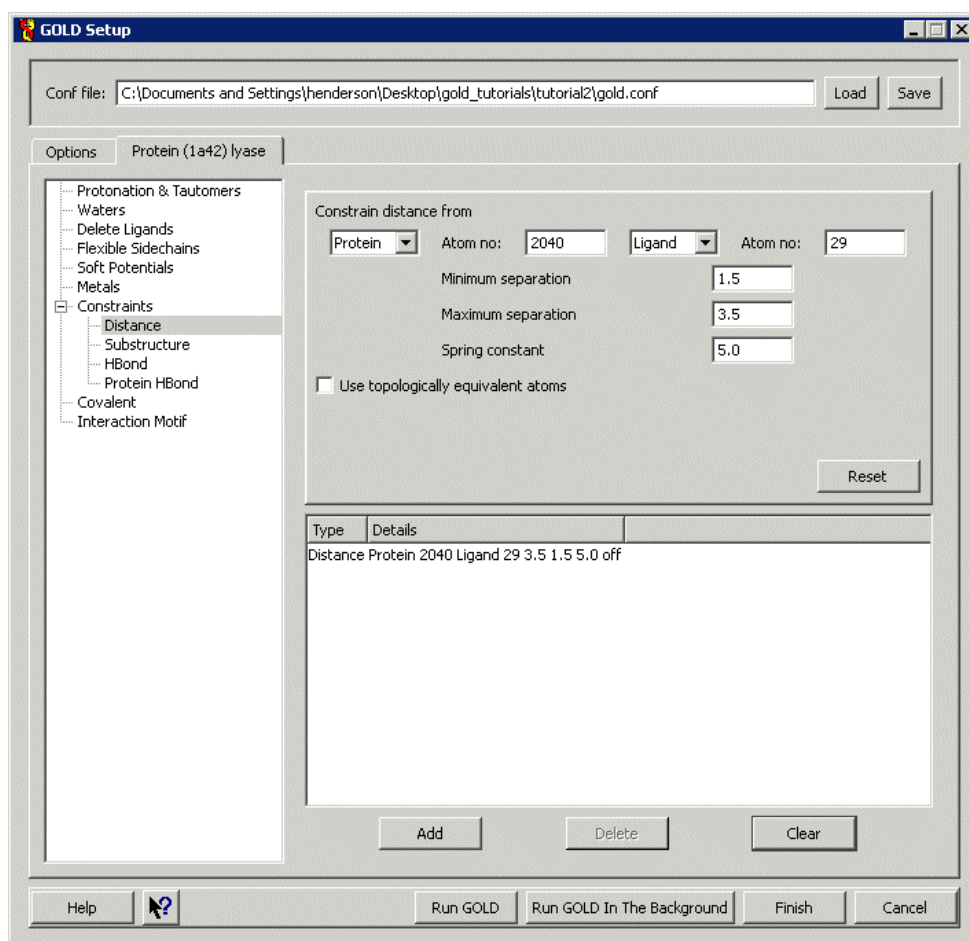 GOLD Setup
Conf file: C:\Documents and Settings\henderson\Desktop\gold_tutorials\tutorial2\gold.conf Load Save
Options Protein (1a42) lyase
Protonation & Tautomers
Waters
Delete Ligands
Flexible Sidechains
Soft Potentials
Metals
Constraints
Distance
Substructure
HBond
Protein HBond
Covalent
Interaction Motif
Constrain distance from
Protein Atom no: 2040 Ligand Atom no: 29
Minimum separation 1.5
Maximum separation 3.5
Spring constant 5.0
Use topologically equivalent atoms
Reset
Type Details
Distance Protein 2040 Ligand 29 3.5 1.5 5.0 off
Add Delete Clear
Help ? Run GOLD Run GOLD In The Background Finish Cancel